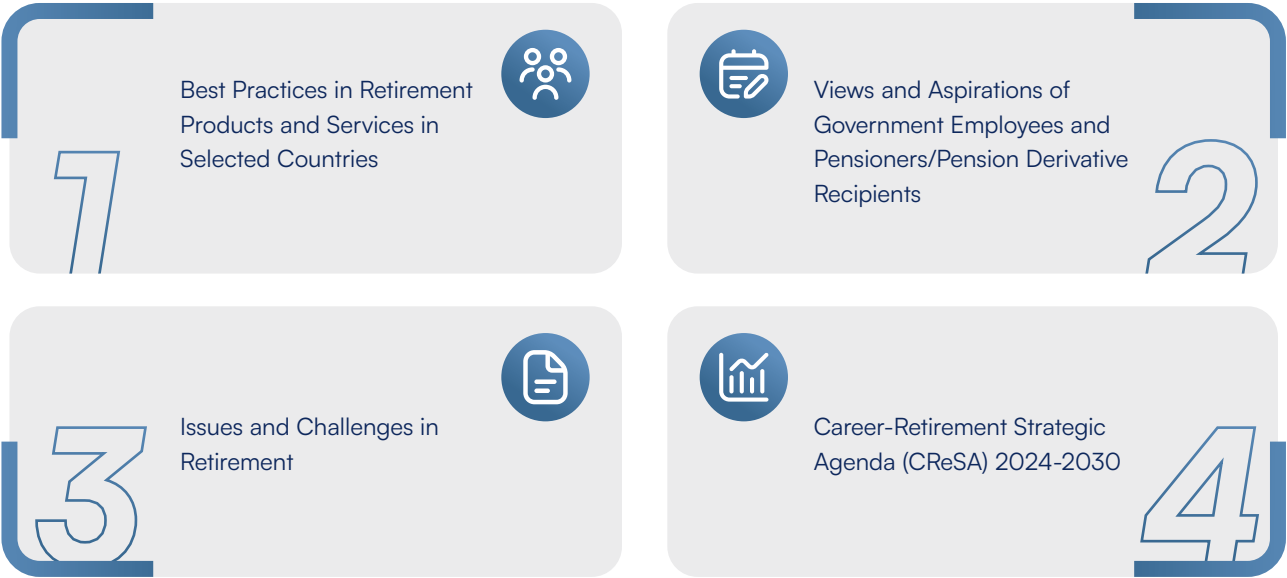 1
Best Practices in Retirement
Products and Services in
Selected Countries
2
Views and Aspirations of
Government Employees and
Pensioners/Pension Derivative
Recipients
3
Issues and Challenges in
Retirement
4
Career-Retirement Strategic
Agenda (CReSA) 2024-2030